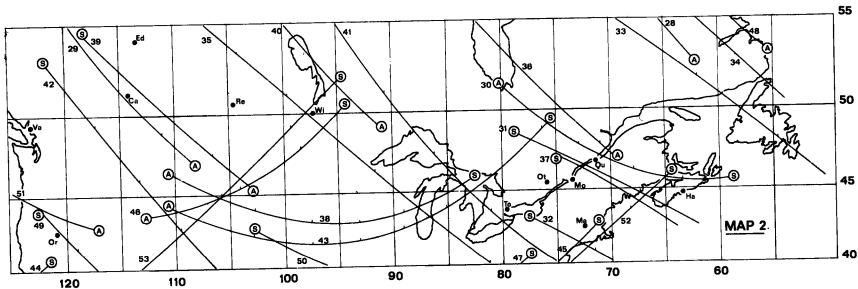 55
39
29
Ed
35
40
41
28
48
33
34
36
42
30
Ca
Re
Wi
50
Va
31
37
Qu
Ot
Mo
45
51
46
38
43
To
32
Ha
49
Or
53
44
50
47
45
Ma
52
MAP 2.
40
120
110
100
90
80
70
60
S S S S S S S S S S S S S S S S
A A A A A A A A A A